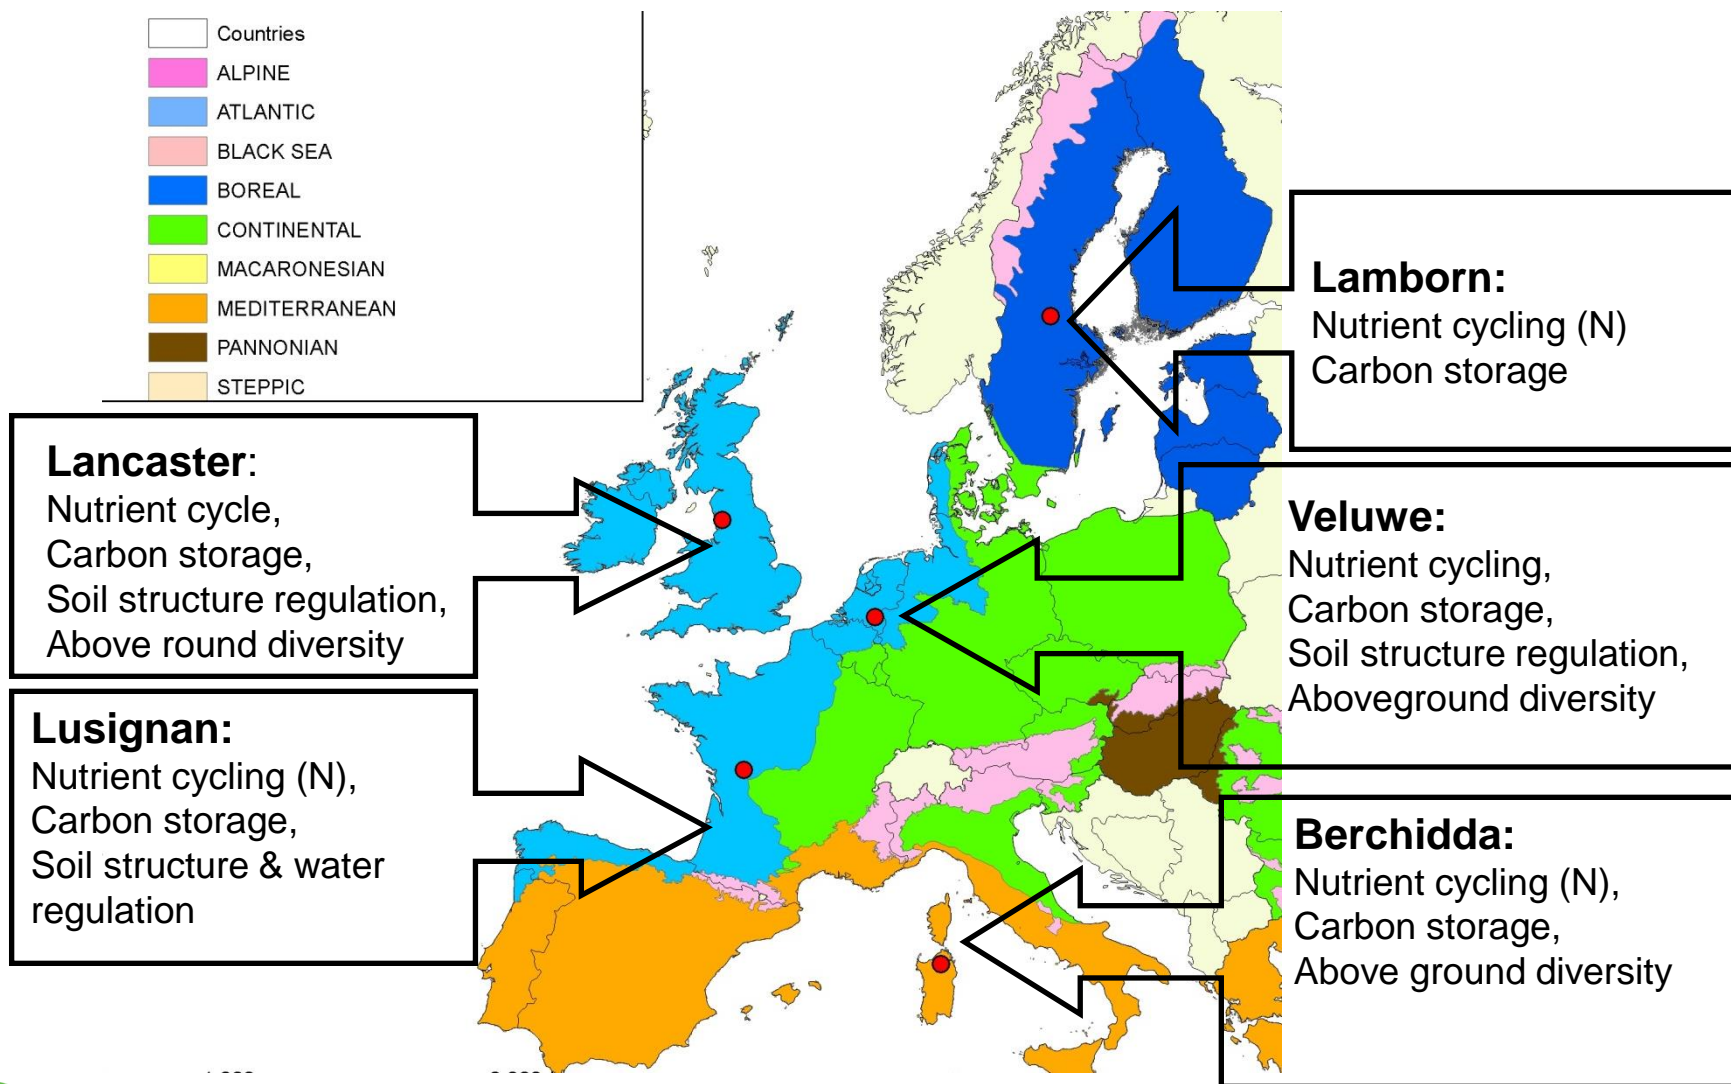 Countries
ALPINE
ATLANTIC
BLACK SEA
BOREAL
CONTINENTAL
MACARONESIAN
MEDITERRANEAN
PANNONIAN
STEPPIC
Lamborn:
Nutrient cycling (N)
Carbon storage
Lancaster:
Nutrient cycle,
Carbon storage,
Soil structure regulation,
Above round diversity
Veluwe:
Nutrient cycling,
Carbon storage,
Soil structure regulation,
Aboveground diversity
Lusignan:
Nutrient cycling (N),
Carbon storage,
Soil structure & water
regulation
Berchidda:
Nutrient cycling (N),
Carbon storage,
Above ground diversity